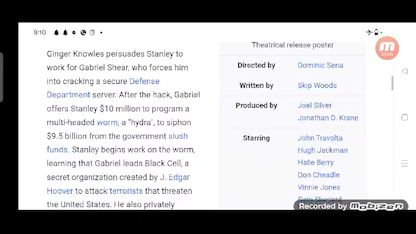 9:10
Ginger Knowles persuades Stanley to
work for Gabriel Shear, who forces him
into cracking a secure Defense
Department server. After the hack, Gabriel
offers Stanley $10 million to program a
multi-headed worm, a "hydra', to siphon
$9.5 billion from the government slush
funds. Stanley begins work on the worm,
learning that Gabriel leads Black Cell, a
secret organization created by J. Edgar
Hoover to attack terrorists that threaten
the United States. He also privately
Theatrical release poster
Directed by Dominic Sena
Written by Skip Woods
Produced by Joel Silver
Jonathan D. Krane
Starring John Travolta
Hugh Jackman
Halle Berry
Don Cheadle
Vinnie Jones
Recorded by Mobizen